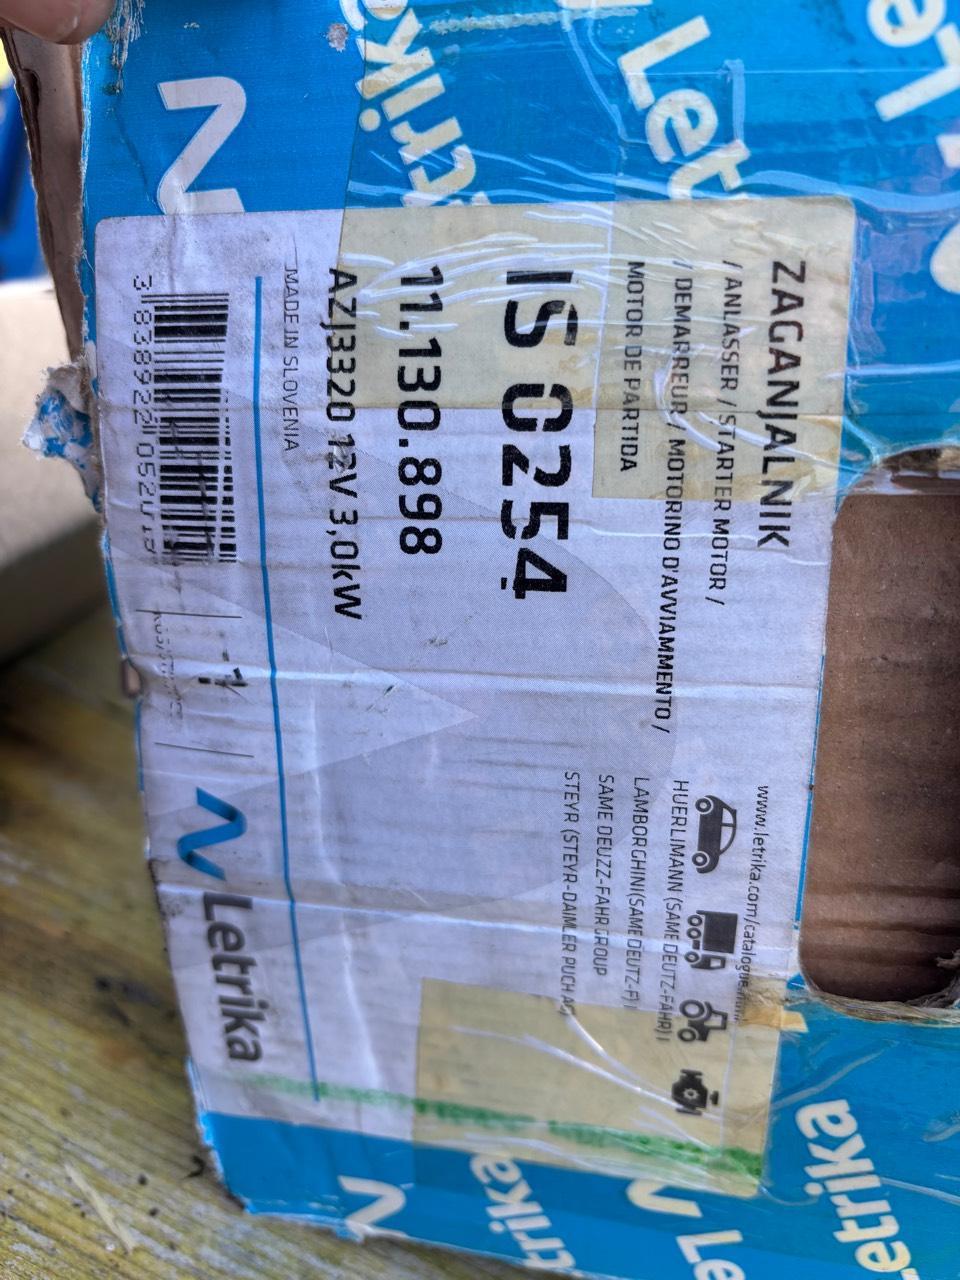 ZAGANJALNIK
/ ANLASSER / STARTER MOTOR /
/ DEMARREUR / MOTORINO D'AVVIAMMENTO /
MOTOR DE PARTIDA
IS 0254
11.130.898
AZJ3320 12V 3,0kW
MADE IN SLOVENIA
www.letrika.com/catalogue
HUERLIMANN (SAME DEUTZ-FAHR)
LAMBORGHINI(SAME DEUTZ-F)
SAME DEUZZ-FAHR GROUP
STEYR (STEYR-DAIMLER PUCH AG
Letrika
Letrika
trika